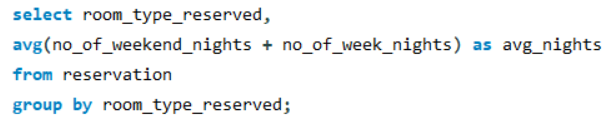 select room_type_reserved,
avg(no_of_weekend_nights + no_of_week_nights) as avg_nights
from reservation
group by room_type_reserved;